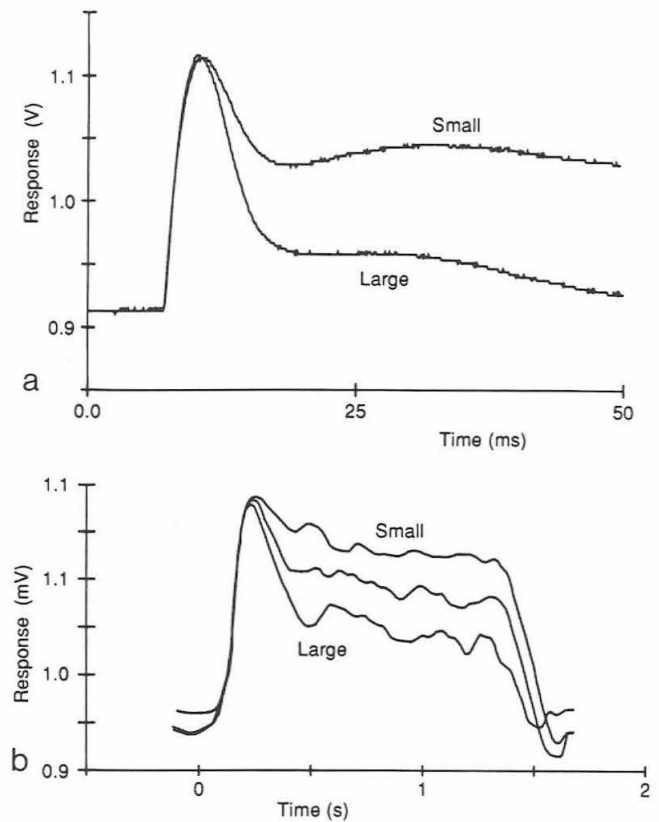 1.1
Response (V)
1.0
0.9
Small
Large
a
0.0
25
50
Time (ms)
1.1
1.1
Response (mV)
1.0
0.9
Small
Large
b
0
1
2
Time (s)